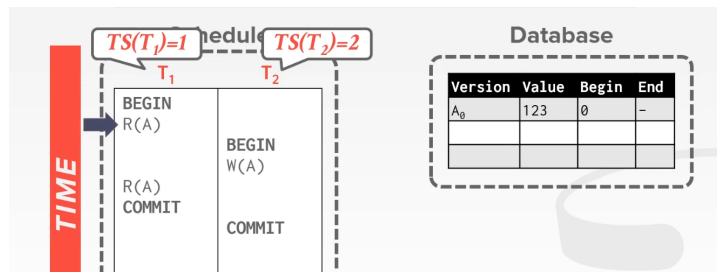 Schedule
TS(T₁)=1
TS(T₂)=2
T₁
T₂
BEGIN
R(A)
BEGIN
W(A)
R(A)
COMMIT
COMMIT
TIME
Database
Version Value Begin End
A₀ 123 0 –